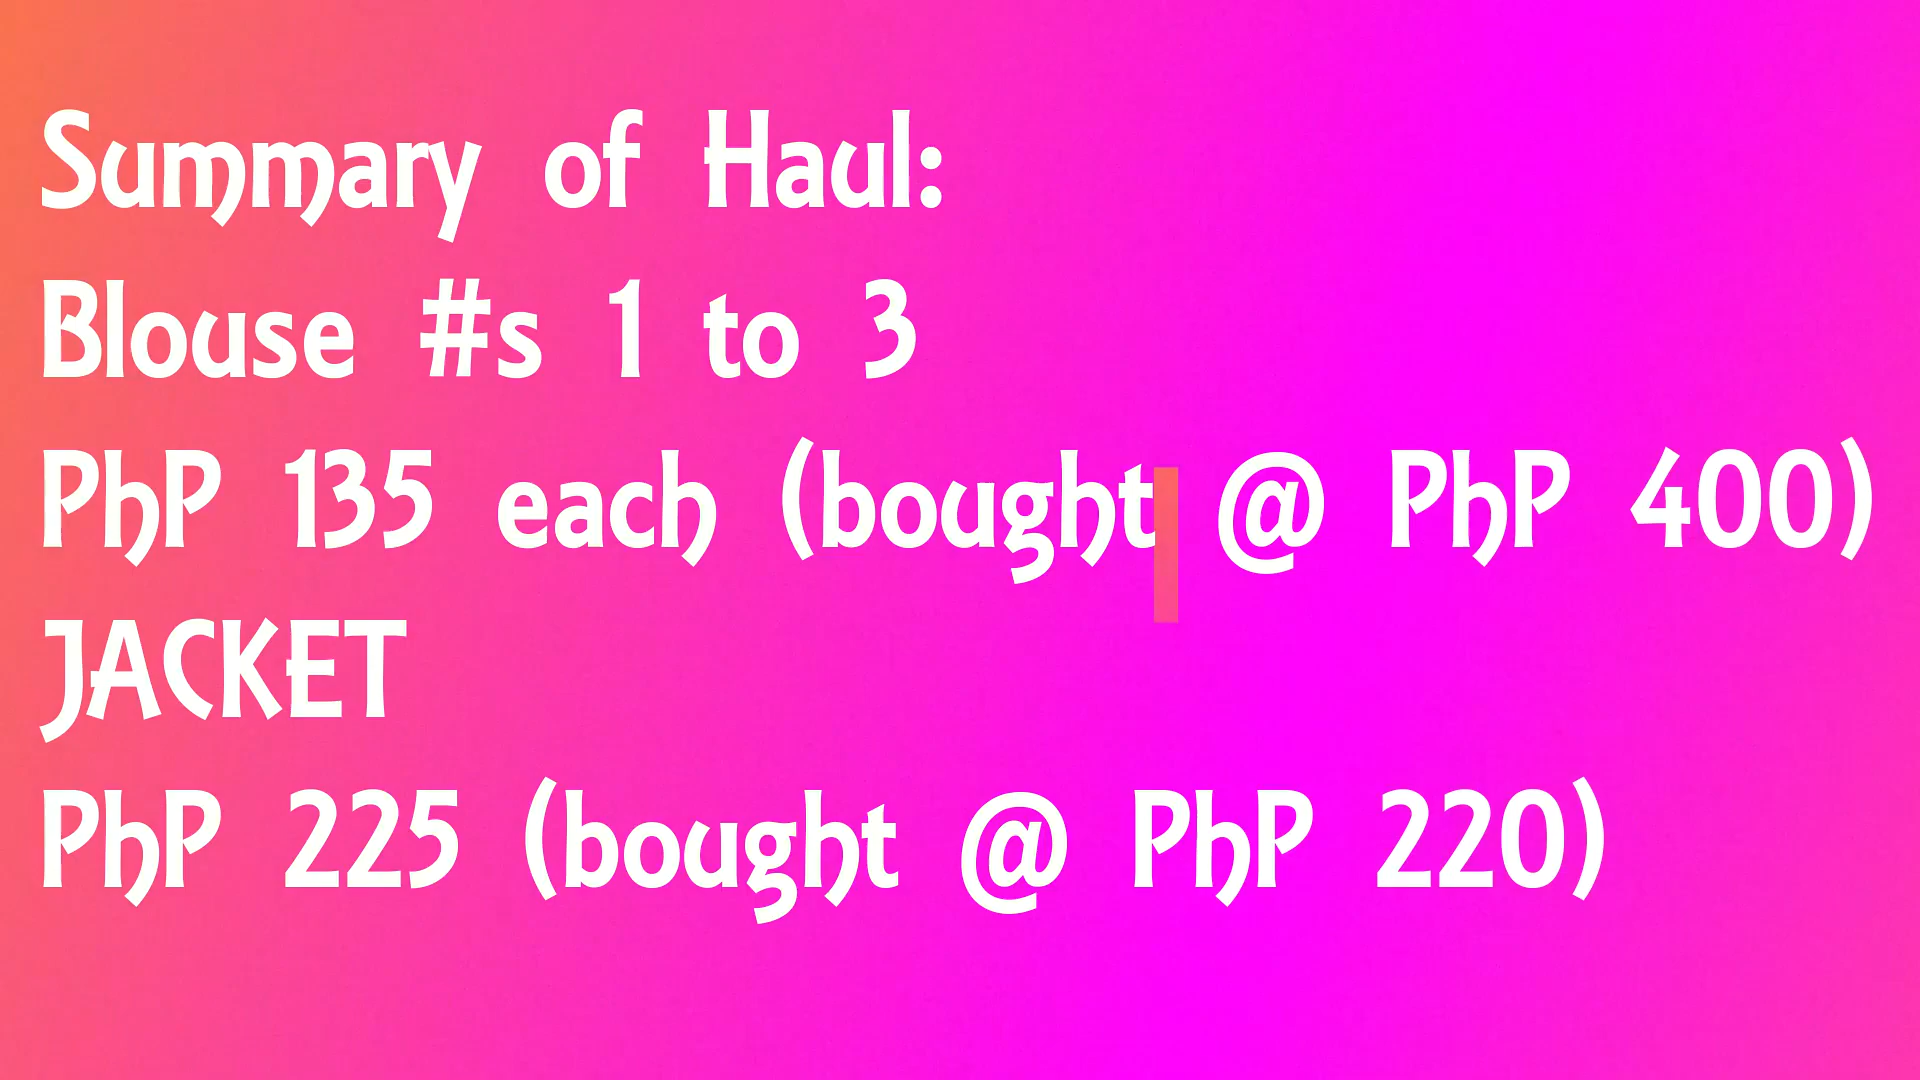 Summary of Haul:
Blouse #s 1 to 3
PhP 135 each (bought @ PhP 400)
JACKET
PhP 225 (bought @ PhP 220)